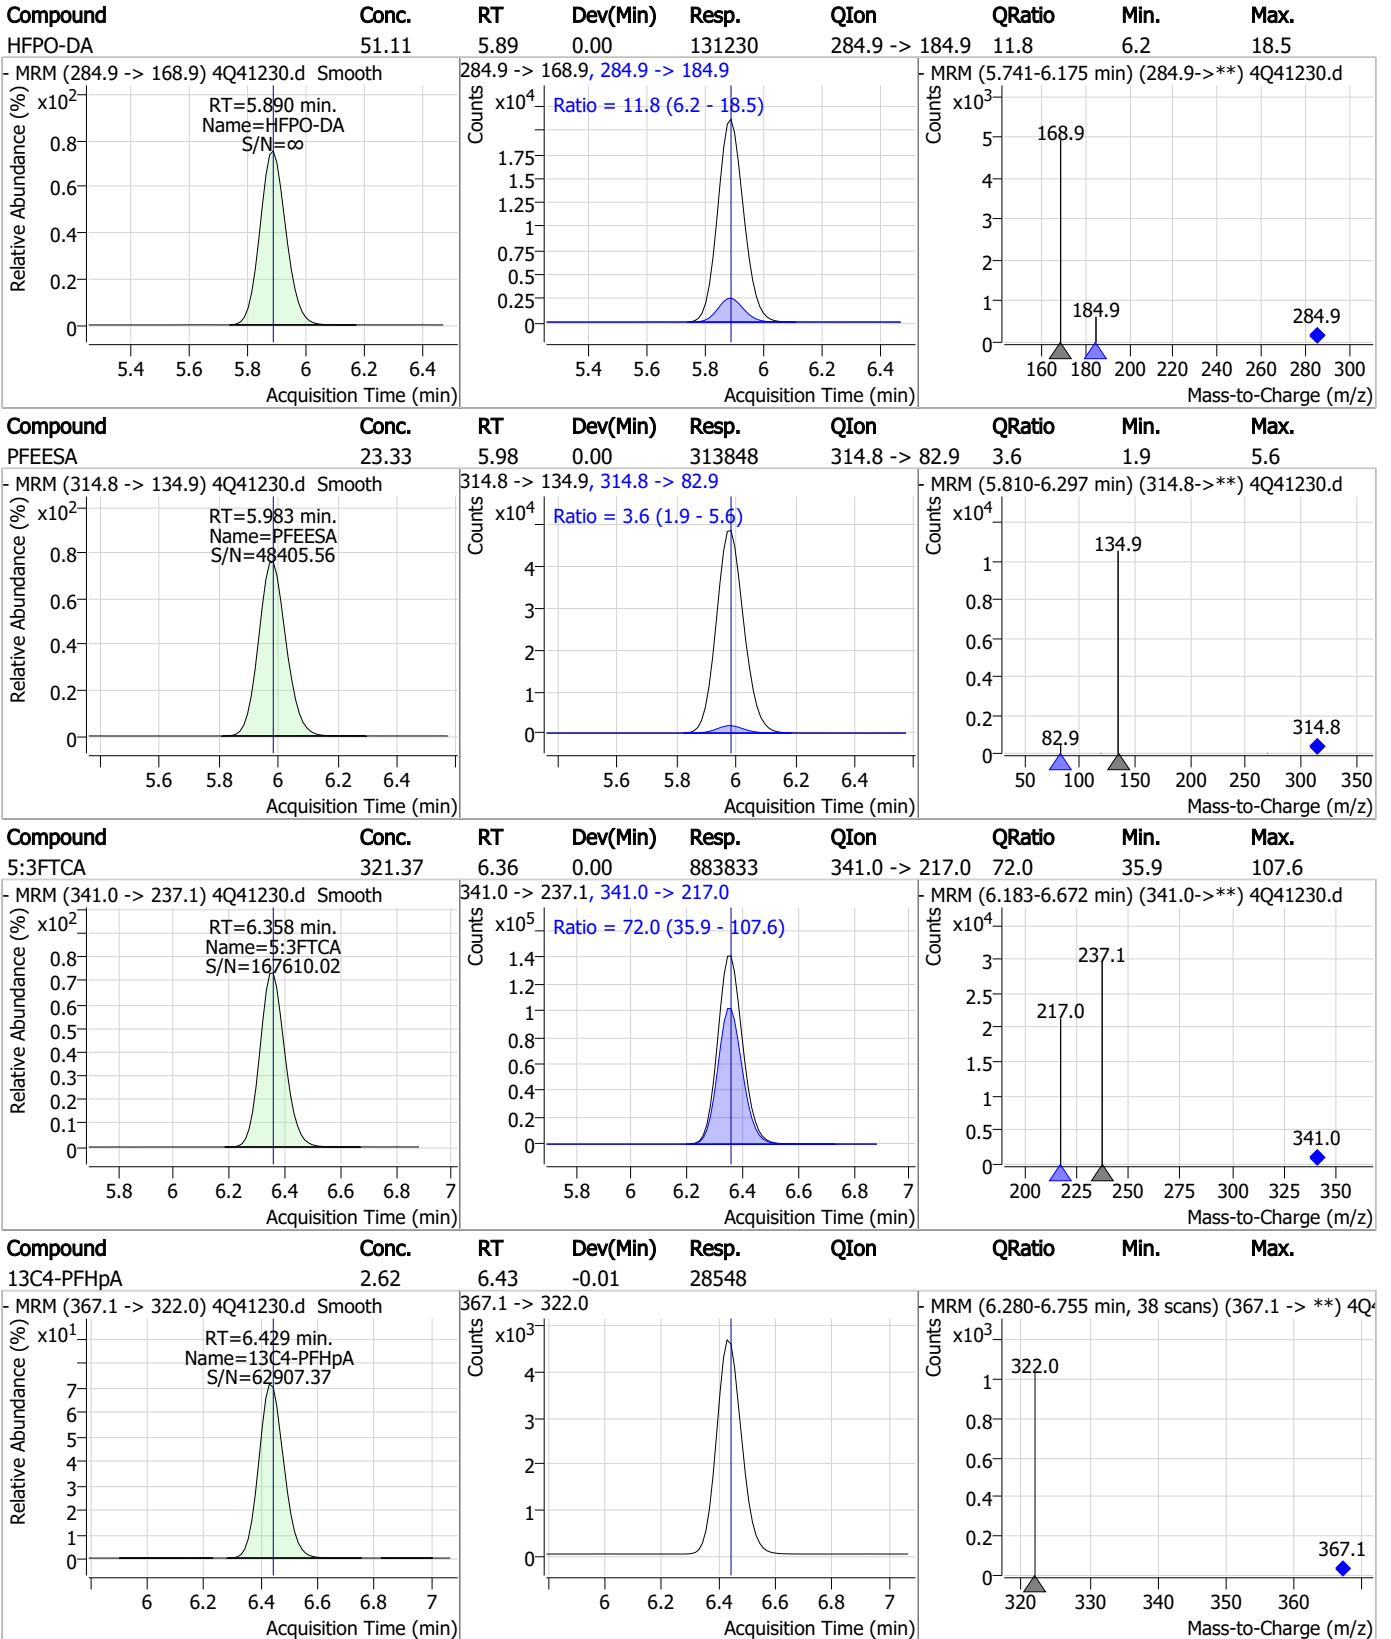 Compound Conc. RT Dev(Min) Resp. QIon QRatio Min. Max.
HFPO-DA 51.11 5.89 0.00 131230 284.9 -> 184.9 11.8 6.2 18.5
- MRM (284.9 -> 168.9) 4Q41230.d Smooth
x10²
RT=5.890 min.
Name=HFPO-DA
S/N=∞
Relative Abundance (%)
0.8
0.6
0.4
0.2
0
5.4 5.6 5.8 6 6.2 6.4
Acquisition Time (min)
284.9 -> 168.9, 284.9 -> 184.9
Counts
x10⁴
Ratio = 11.8 (6.2 - 18.5)
1.75
1.5
1.25
1
0.75
0.5
0.25
0
5.4 5.6 5.8 6 6.2 6.4
Acquisition Time (min)
- MRM (5.741-6.175 min) (284.9->**) 4Q41230.d
Counts
x10³
168.9
184.9
284.9
5
4
3
2
1
0
160 180 200 220 240 260 280 300
Mass-to-Charge (m/z)
Compound Conc. RT Dev(Min) Resp. QIon QRatio Min. Max.
PFEESA 23.33 5.98 0.00 313848 314.8 -> 82.9 3.6 1.9 5.6
- MRM (314.8 -> 134.9) 4Q41230.d Smooth
x10²
RT=5.983 min.
Name=PFEESA
S/N=48405.56
Relative Abundance (%)
0.8
0.6
0.4
0.2
0
5.6 5.8 6 6.2 6.4
Acquisition Time (min)
314.8 -> 134.9, 314.8 -> 82.9
Counts
x10⁴
Ratio = 3.6 (1.9 - 5.6)
4
3
2
1
0
5.6 5.8 6 6.2 6.4
Acquisition Time (min)
- MRM (5.810-6.297 min) (314.8->**) 4Q41230.d
Counts
x10⁴
134.9
82.9
314.8
1
0.8
0.6
0.4
0.2
0
50 100 150 200 250 300 350
Mass-to-Charge (m/z)
Compound Conc. RT Dev(Min) Resp. QIon QRatio Min. Max.
5:3FTCA 321.37 6.36 0.00 883833 341.0 -> 217.0 72.0 35.9 107.6
- MRM (341.0 -> 237.1) 4Q41230.d Smooth
x10²
RT=6.358 min.
Name=5:3FTCA
S/N=167610.02
Relative Abundance (%)
0.8
0.7
0.6
0.5
0.4
0.3
0.2
0.1
0
5.8 6 6.2 6.4 6.6 6.8 7
Acquisition Time (min)
341.0 -> 237.1, 341.0 -> 217.0
Counts
x10⁵
Ratio = 72.0 (35.9 - 107.6)
1.4
1.2
1
0.8
0.6
0.4
0.2
0
5.8 6 6.2 6.4 6.6 6.8 7
Acquisition Time (min)
- MRM (6.183-6.672 min) (341.0->**) 4Q41230.d
Counts
x10⁴
237.1
217.0
341.0
3
2.5
2
1.5
1
0.5
0
200 225 250 275 300 325 350
Mass-to-Charge (m/z)
Compound Conc. RT Dev(Min) Resp. QIon QRatio Min. Max.
13C4-PFHpA 2.62 6.43 -0.01 28548
- MRM (367.1 -> 322.0) 4Q41230.d Smooth
x10¹
RT=6.429 min.
Name=13C4-PFHpA
S/N=62907.37
Relative Abundance (%)
7
6
5
4
3
2
1
0
6 6.2 6.4 6.6 6.8 7
Acquisition Time (min)
367.1 -> 322.0
Counts
x10³
4
3
2
1
0
6 6.2 6.4 6.6 6.8 7
Acquisition Time (min)
- MRM (6.280-6.755 min, 38 scans) (367.1 -> **) 4Q4
Counts
x10³
322.0
367.1
1
0.8
0.6
0.4
0.2
0
320 330 340 350 360
Mass-to-Charge (m/z)